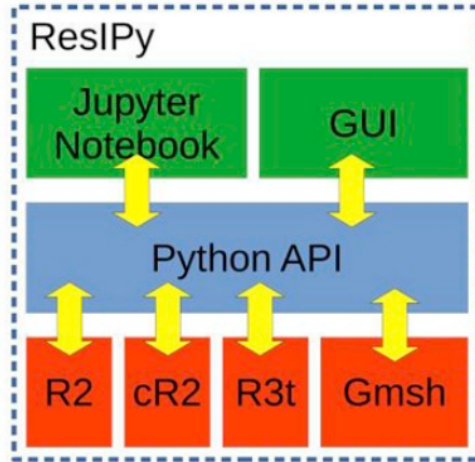 ResIPy
Jupyter
Notebook
GUI
Python API
R2
cR2
R3t
Gmsh